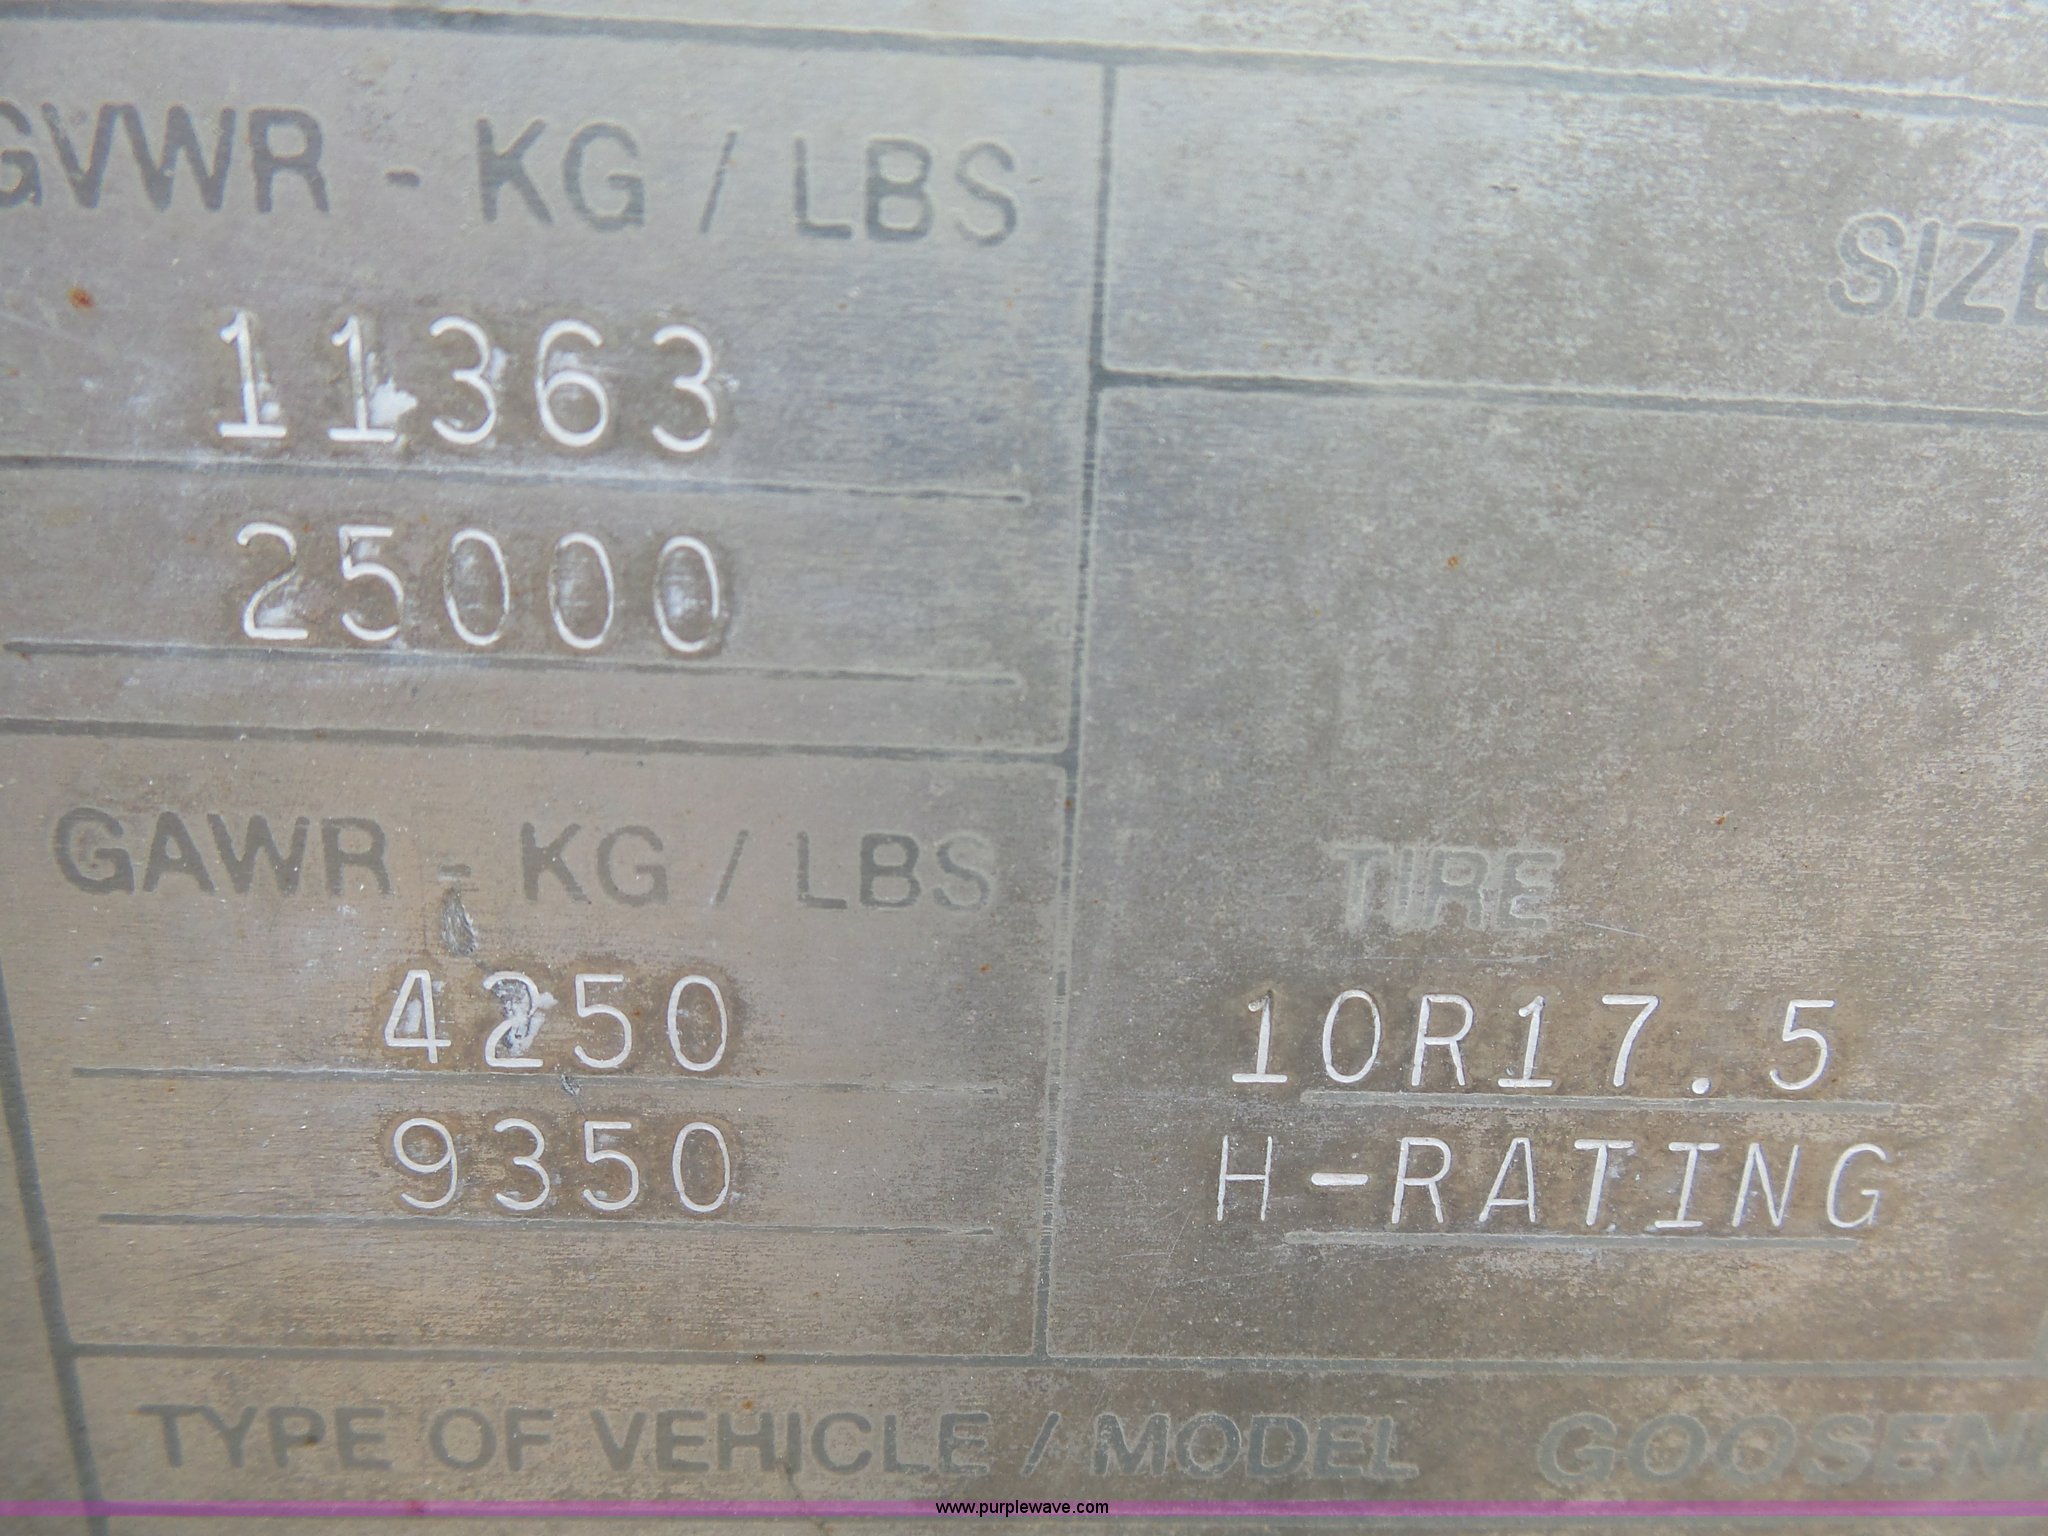 GVWR - KG / LBS
SIZE
11363
25000
GAWR - KG / LBS
TIRE
4250
10R17.5
9350
H-RATING
TYPE OF VEHICLE / MODEL GOOSEN
www.purplewave.com